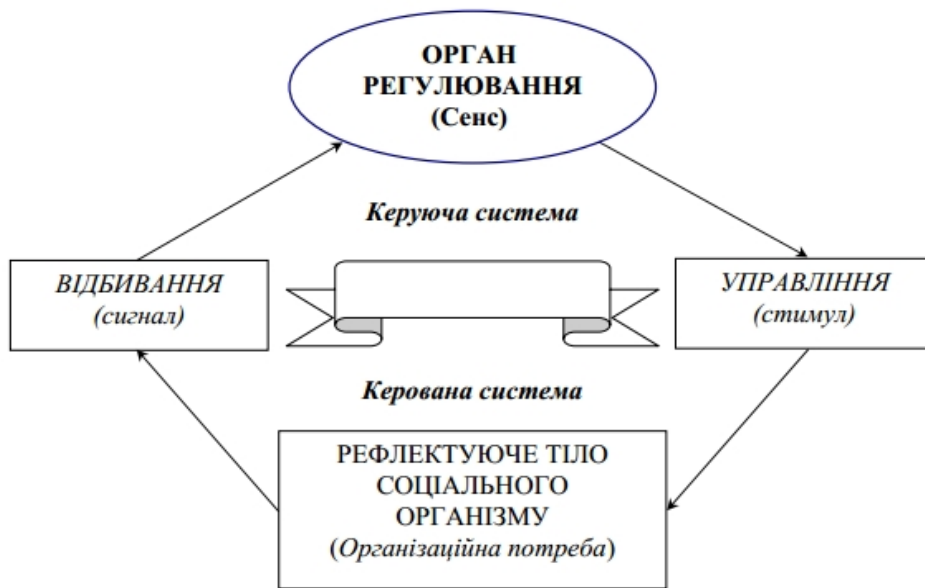 ОРГАН
РЕГУЛЮВАННЯ
(Сенс)
Керуюча система
ВІДБИВАННЯ
(сигнал)
УПРАВЛІННЯ
(стимул)
Керована система
РЕФЛЕКТУЮЧЕ ТІЛО
СОЦІАЛЬНОГО
ОРГАНІЗМУ
(Організаційна потреба)